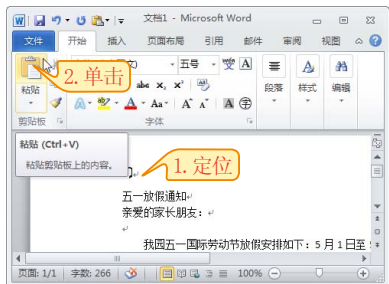 文档1 - Microsoft Word
文件 开始 插入 页面布局 引用 邮件 审阅 视图
2.单击
五号
粘贴
段落 样式 编辑
剪贴板 字体
粘贴 (Ctrl+V)
粘贴剪贴板上的内容。
1.定位
五一放假通知
亲爱的家长朋友：
我园五一国际劳动节放假安排如下：5 月 1 日至
页面: 1/1 字数: 266 100%